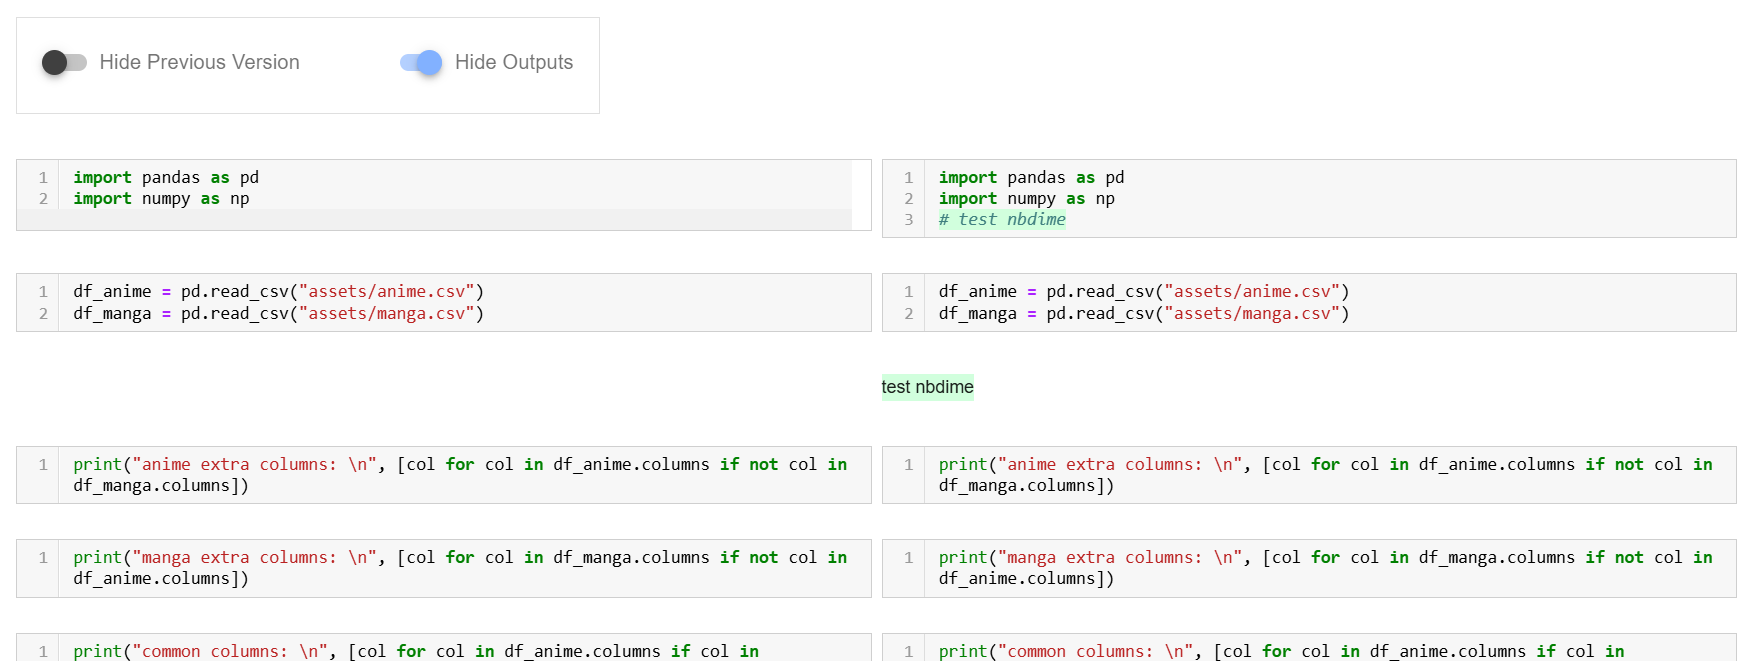 Hide Previous Version Hide Outputs
1 import pandas as pd
2 import numpy as np
1 import pandas as pd
2 import numpy as np
3 # test nbdime
1 df_anime = pd.read_csv("assets/anime.csv")
2 df_manga = pd.read_csv("assets/manga.csv")
1 df_anime = pd.read_csv("assets/anime.csv")
2 df_manga = pd.read_csv("assets/manga.csv")
test nbdime
1 print("anime extra columns: \n", [col for col in df_anime.columns if not col in
df_manga.columns])
1 print("anime extra columns: \n", [col for col in df_anime.columns if not col in
df_manga.columns])
1 print("manga extra columns: \n", [col for col in df_manga.columns if not col in
df_anime.columns])
1 print("manga extra columns: \n", [col for col in df_manga.columns if not col in
df_anime.columns])
1 print("common columns: \n", [col for col in df_anime.columns if col in
1 print("common columns: \n", [col for col in df_anime.columns if col in